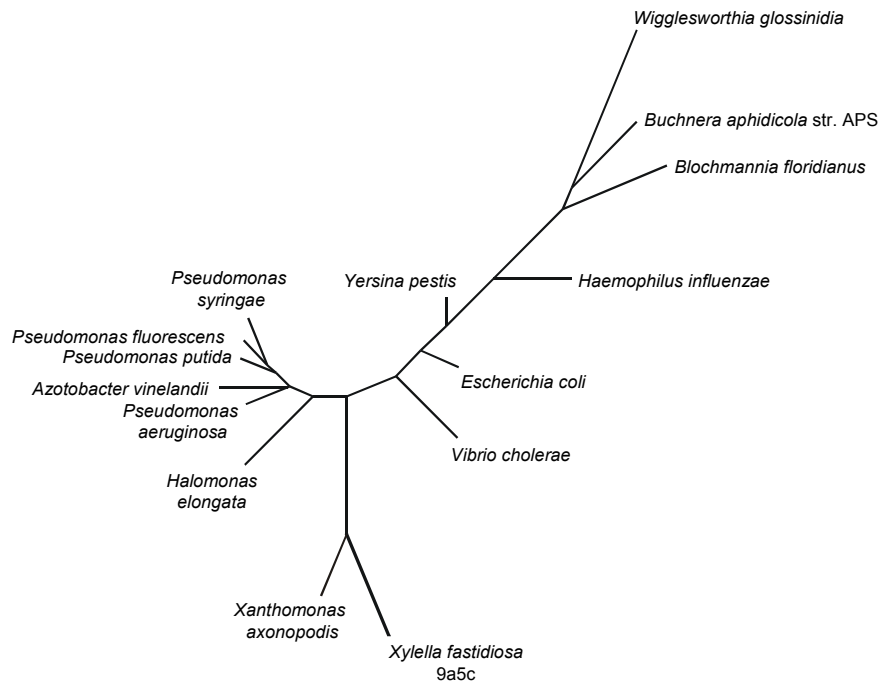 Wigglesworthia glossinidia
Buchnera aphidicola str. APS
Blochmannia floridianus
Pseudomonas
syringae
Yersina pestis
Haemophilus influenzae
Pseudomonas fluorescens
Pseudomonas putida
Escherichia coli
Azotobacter vinelandii
Pseudomonas
aeruginosa
Vibrio cholerae
Halomonas
elongata
Xanthomonas
axonopodis
Xylella fastidiosa
9a5c